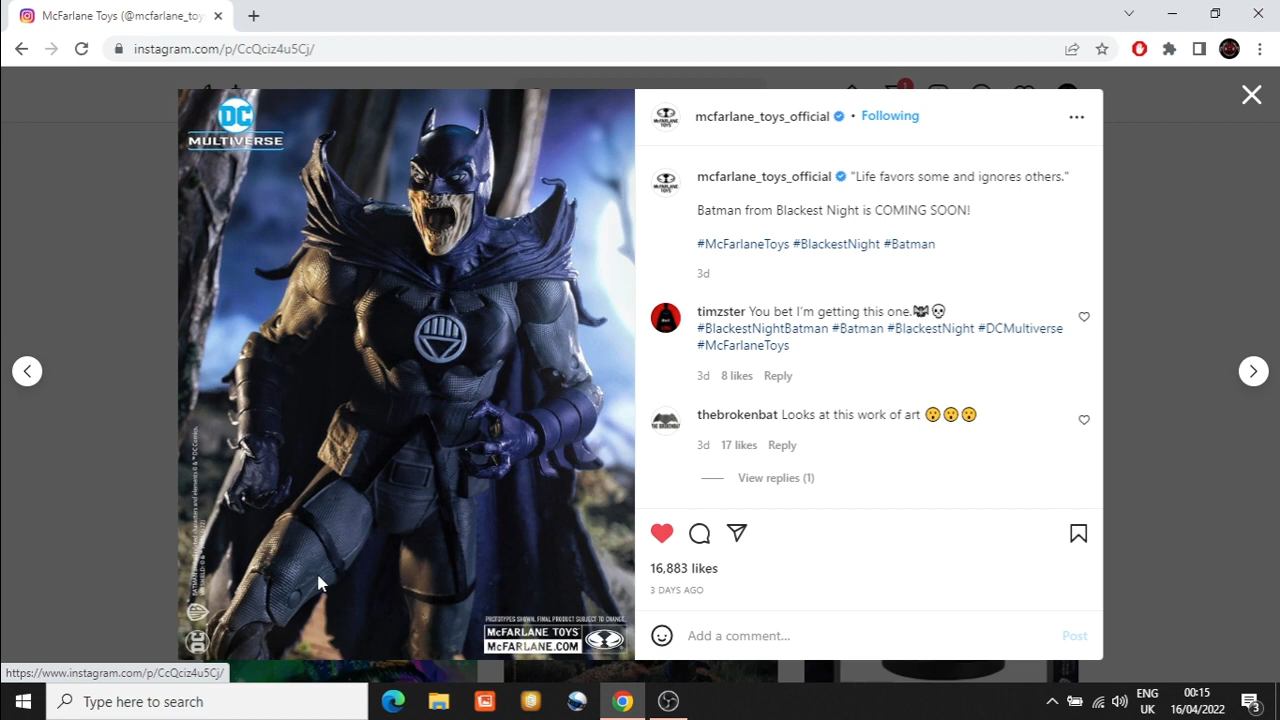 McFarlane Toys (@mcfarlane_toy
instagram.com/p/CcQciz4u5Cj/
DC
MULTIVERSE
mcfarlane_toys_official • Following
mcfarlane_toys_official "Life favors some and ignores others."
Batman from Blackest Night is COMING SOON!
#McFarlaneToys #BlackestNight #Batman
3d
timzster You bet I'm getting this one.
#BlackestNightBatman #Batman #BlackestNight #DCMultiverse
#McFarlaneToys
3d 8 likes Reply
thebrokenbat Looks at this work of art 😯😯😯
3d 17 likes Reply
View replies (1)
16,883 likes
3 DAYS AGO
Add a comment...
Post
PROTOTYPES SHOWN. FINAL PRODUCT SUBJECT TO CHANGE.
McFARLANE TOYS
McFARLANE.COM
https://www.instagram.com/p/CcQciz4u5Cj/
Type here to search
ENG
UK
00:15
16/04/2022
3